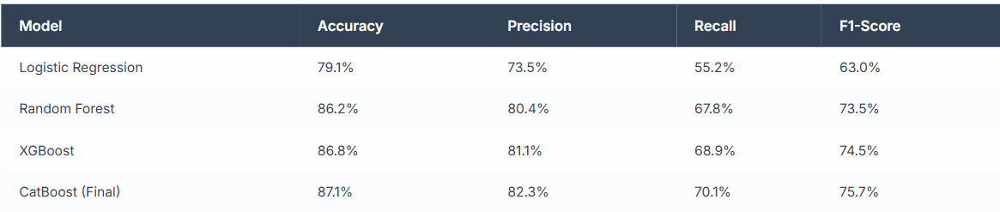 Model Accuracy Precision Recall F1-Score
Logistic Regression 79.1% 73.5% 55.2% 63.0%
Random Forest 86.2% 80.4% 67.8% 73.5%
XGBoost 86.8% 81.1% 68.9% 74.5%
CatBoost (Final) 87.1% 82.3% 70.1% 75.7%